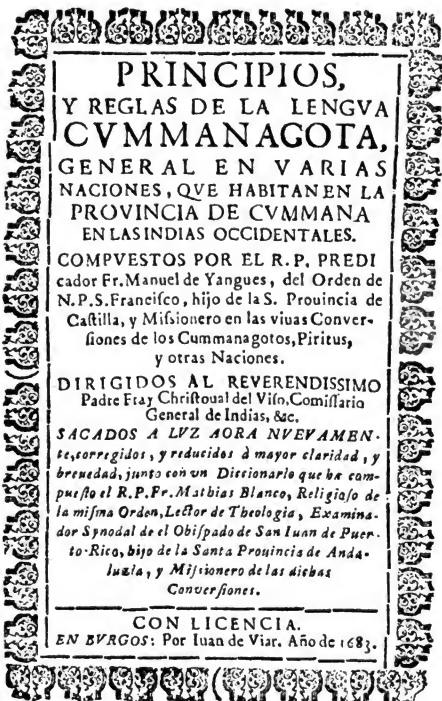 PRINCIPIOS,
Y REGLAS DE LA LENGVA
CVMMANAGOTA,
GENERAL EN VARIAS
NACIONES, QVE HABITAN EN LA
PROVINCIA DE CVMMANA
EN LAS INDIAS OCCIDENTALES.
COMPVESTOS POR EL R.P. PREDI
cador Fr. Manuel de Yangues, del Orden de
N.P.S. Franciſco, hijo de la S. Prouincia de
Caſtilla, y Miſsionero en las viuas Conver-
ſiones de los Cummanagotos, Piritus,
y otras Naciones.
DIRIGIDOS AL REVERENDISSIMO
Padre Fray Chriſtoual del Viſo, Comiſſario
General de Indias, &c.
SACADOS A LVZ AORA NVEVAMEN-
te, corregidos, y reducidos à mayor claridad, y
breuedad, junto con vn Diccionario que ha com-
pueſto el R.P. Fr. Mathias Blanco, Religioſo de
la miſma Orden, Lector de Theologia, Examina-
dor Synodal de el Obiſpado de San Iuan de Puer-
to-Rico, hijo de la Santa Prouincia de Anda-
luzia, y Miſsionero de las dichas
Converſiones.
CON LICENCIA.
EN BVRGOS: Por Iuan de Viar. Año de 1683.